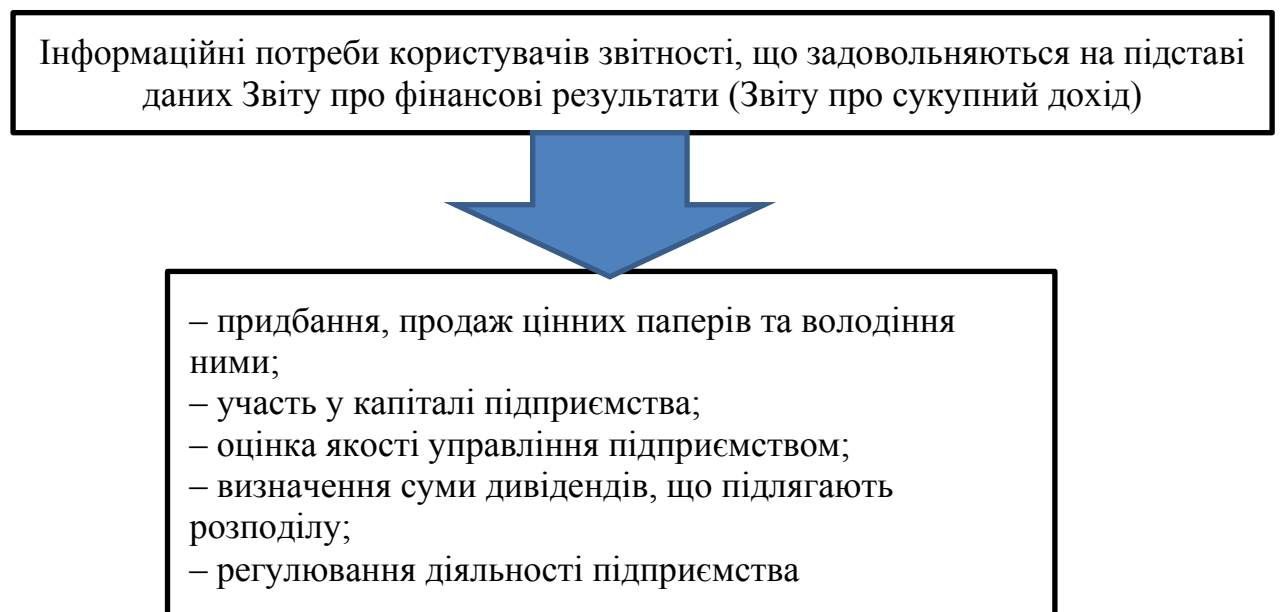 Інформаційні потреби користувачів звітності, що задовольняються на підставі
даних Звіту про фінансові результати (Звіту про сукупний дохід)
– придбання, продаж цінних паперів та володіння
ними;
– участь у капіталі підприємства;
– оцінка якості управління підприємством;
– визначення суми дивідендів, що підлягають
розподілу;
– регулювання діяльності підприємства